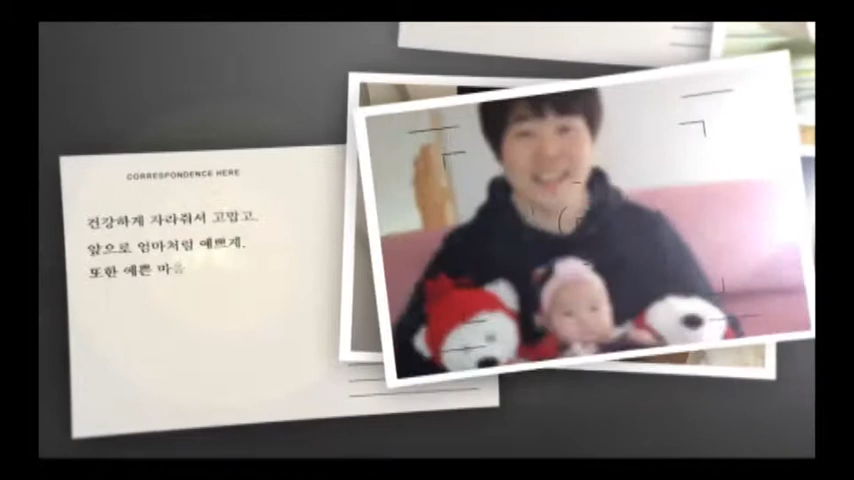 CORRESPONDENCE HERE
건강하게 자라줘서 고맙고.
앞으로 엄마처럼 예쁘게.
또한 예쁜 마음